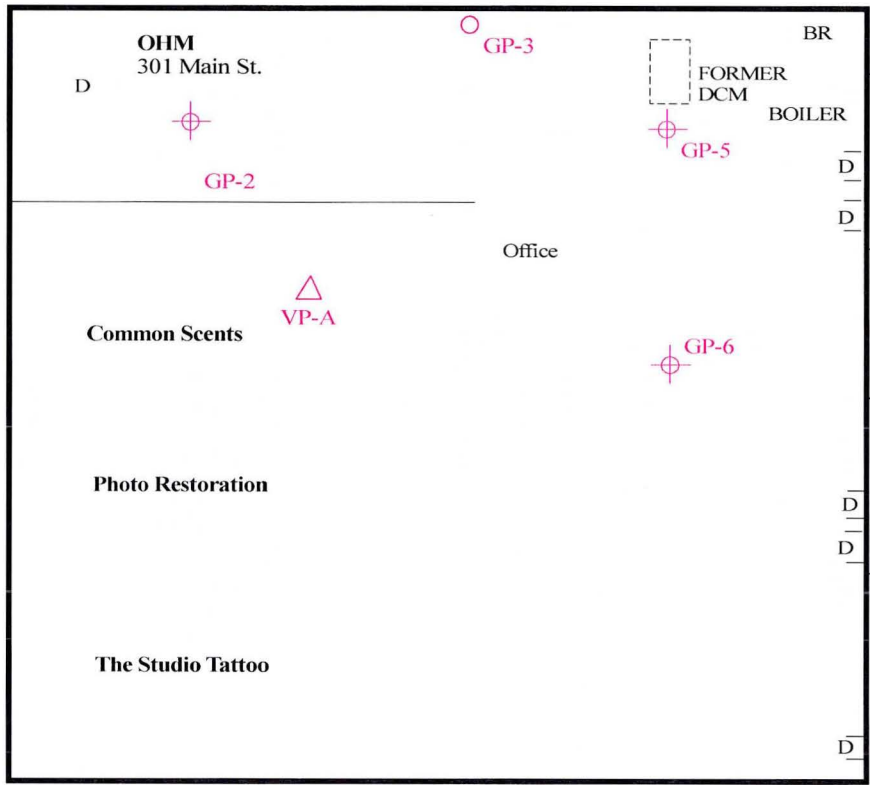 OHM
301 Main St.
D
GP-2
GP-3
FORMER
DCM
BR
BOILER
GP-5
D
D
Office
VP-A
Common Scents
GP-6
Photo Restoration
D
D
The Studio Tattoo
D